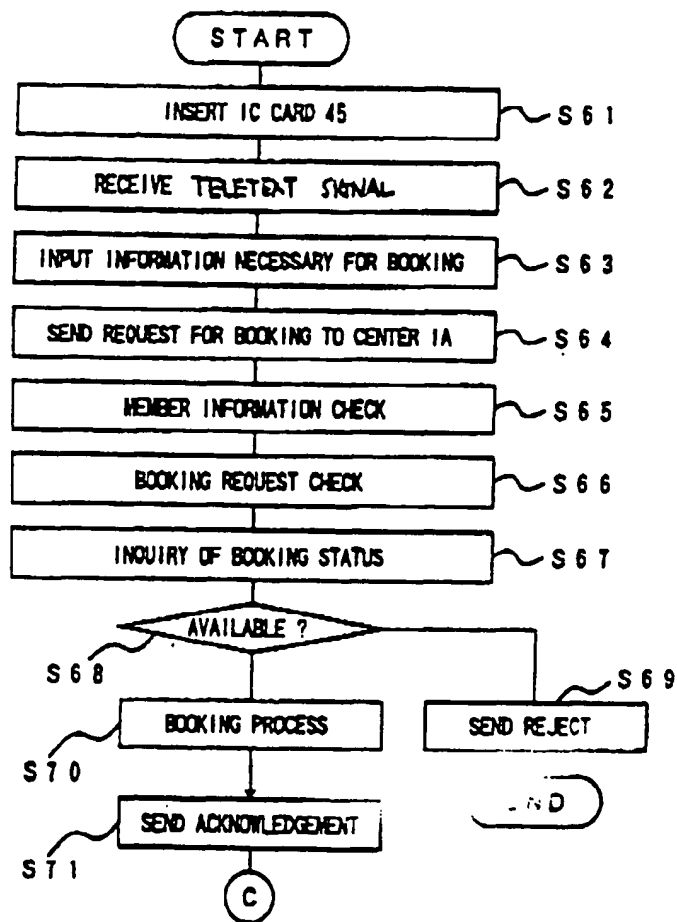 START
INSERT IC CARD 45
S61
RECEIVE TELETEXT SIGNAL
S62
INPUT INFORMATION NECESSARY FOR BOOKING
S63
SEND REQUEST FOR BOOKING TO CENTER 1A
S64
MEMBER INFORMATION CHECK
S65
BOOKING REQUEST CHECK
S66
INQUIRY OF BOOKING STATUS
S67
AVAILABLE ?
S68
S69
BOOKING PROCESS
SEND REJECT
S70
END
SEND ACKNOWLEDGEMENT
S71
C